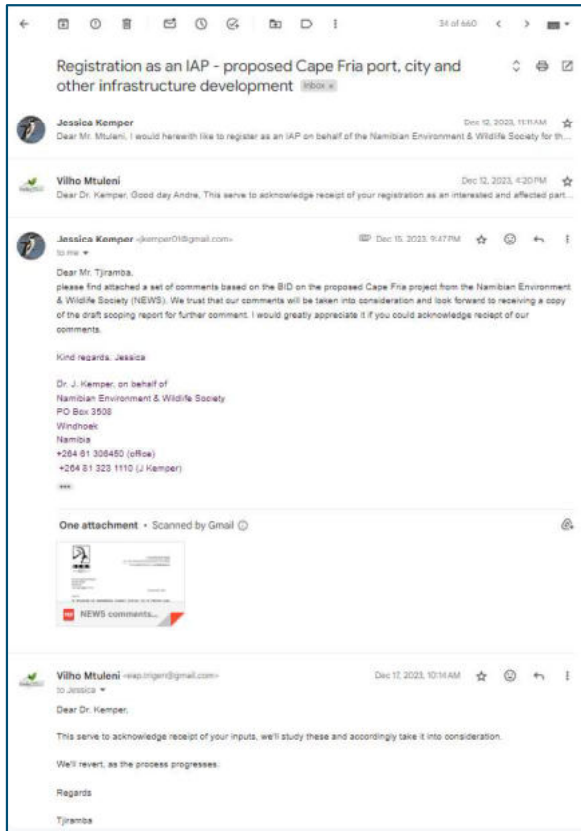 34 of 660
Registration as an IAP - proposed Cape Fria port, city and
other infrastructure development Inbox x
Jessica Kemper Dec 12, 2023, 11:11 AM
Dear Mr. Mtuleni, I would herewith like to register as an IAP on behalf of the Namibian Environment & Wildlife Society for th...
Vilho Mtuleni Dec 12, 2023, 4:20 PM
Dear Dr. Kemper, Good day Andre, This serve to acknowledge receipt of your registration as an interested and affected part...
Jessica Kemper <jkemper01@gmail.com> Dec 15, 2023, 9:47 PM
to me
Dear Mr. Tjiramba,
please find attached a set of comments based on the BID on the proposed Cape Fria project from the Namibian Environment
& Wildlife Society (NEWS). We trust that our comments will be taken into consideration and look forward to receiving a copy
of the draft scoping report for further comment. I would greatly appreciate it if you could acknowledge reciept of our
comments.
Kind regards, Jessica
Dr. J. Kemper, on behalf of
Namibian Environment & Wildlife Society
PO Box 3508
Windhoek
Namibia
+264 61 306450 (office)
+264 81 323 1110 (J Kemper)
One attachment • Scanned by Gmail
PDF NEWS comments...
Vilho Mtuleni <eap.trigen@gmail.com> Dec 17, 2023, 10:14 AM
to Jessica
Dear Dr. Kemper,
This serve to acknowledge receipt of your inputs, we'll study these and accordingly take it into consideration.
We'll revert, as the process progresses.
Regards
Tjiramba